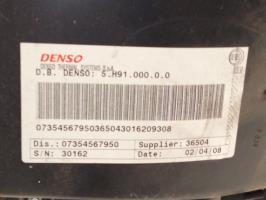 DENSO
DENSO THERMAL SYSTEMS S.p.A.
D.B. DENSO: 5.H91.000.0.0
07354567950365043016209308
Dis.: 07354567950 Supplier: 36504
S/N: 30162 Date: 02/04/08